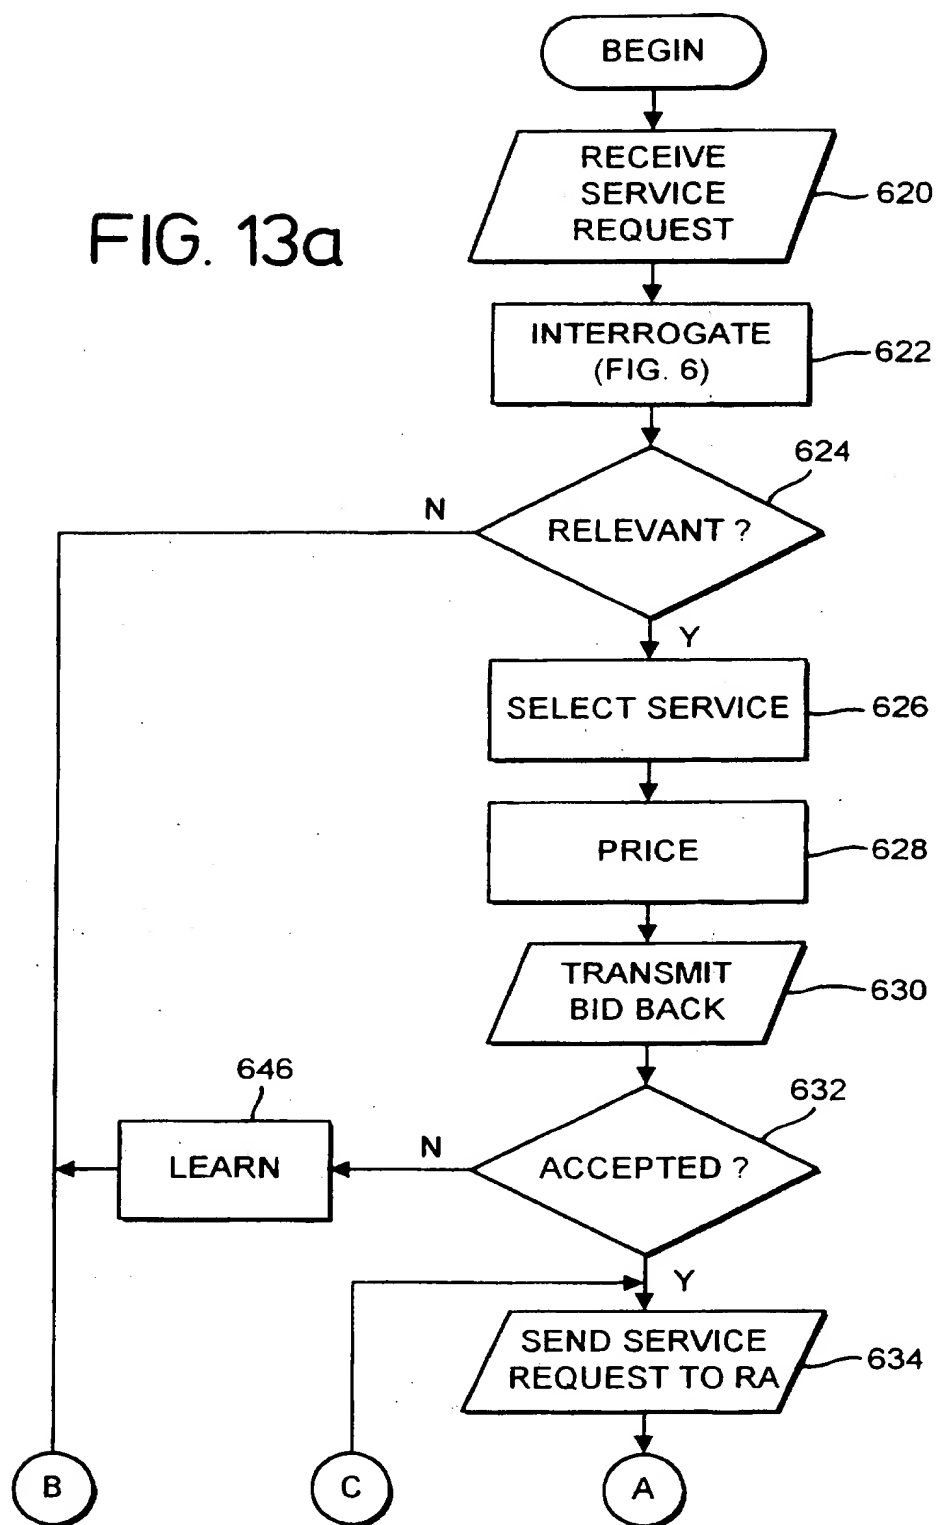 BEGIN
RECEIVE
SERVICE
REQUEST
620
FIG. 13a
INTERROGATE
(FIG. 6)
622
624
N
RELEVANT ?
Y
SELECT SERVICE
626
PRICE
628
TRANSMIT
BID BACK
630
646
632
LEARN
N
ACCEPTED ?
Y
SEND SERVICE
REQUEST TO RA
634
B
C
A